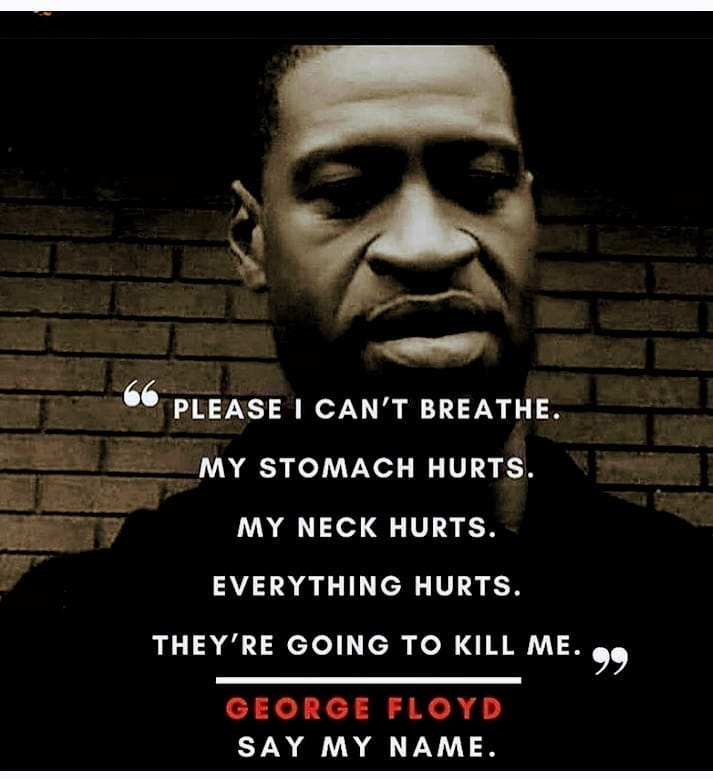 “ PLEASE I CAN’T BREATHE.
MY STOMACH HURTS.
MY NECK HURTS.
EVERYTHING HURTS.
THEY’RE GOING TO KILL ME. ”
GEORGE FLOYD
SAY MY NAME.